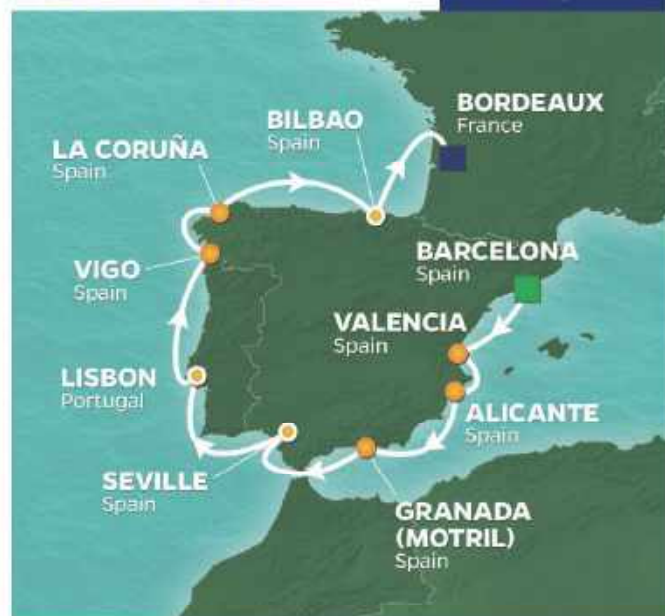 BORDEAUX
France
BILBAO
Spain
LA CORUÑA
Spain
BARCELONA
Spain
VIGO
Spain
VALENCIA
Spain
LISBON
Portugal
ALICANTE
Spain
SEVILLE
Spain
GRANADA
(MOTRIL)
Spain